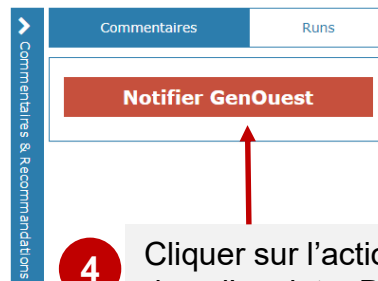 Commentaires
Runs
Commentaires & Recommandations
Notifier GenOuest
4
Cliquer sur l’actio